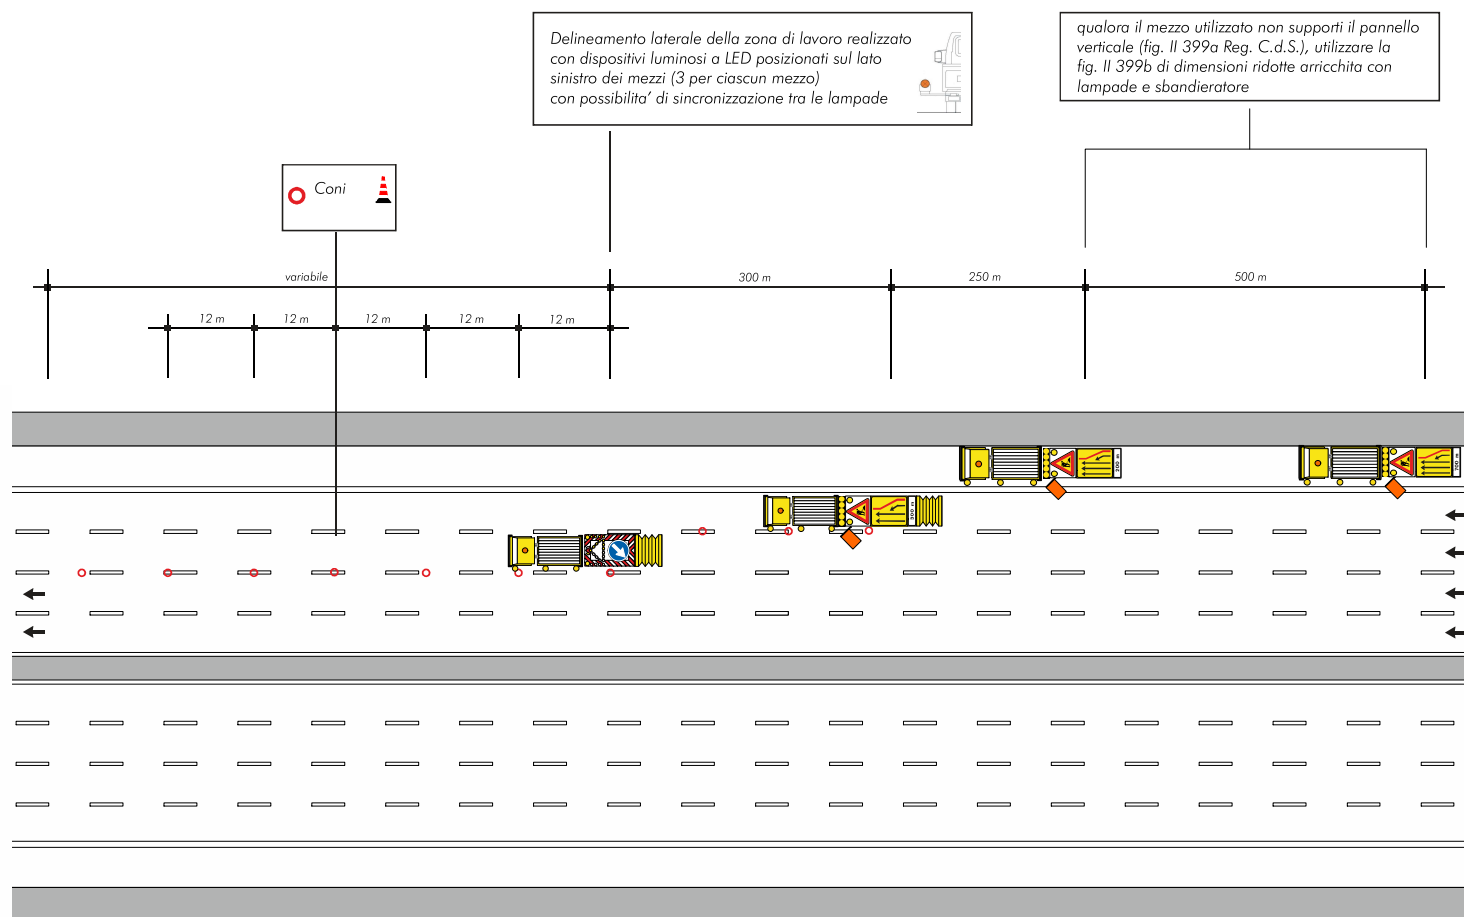 Delineamento laterale della zona di lavoro realizzato
con dispositivi luminosi a LED posizionati sul lato
sinistro dei mezzi (3 per ciascun mezzo)
con possibilita' di sincronizzazione tra le lampade
qualora il mezzo utilizzato non supporti il pannello
verticale (fig. II 399a Reg. C.d.S.), utilizzare la
fig. II 399b di dimensioni ridotte arricchita con
lampade e sbandieratore
Coni
variabile
300 m
250 m
500 m
12 m
12 m
12 m
12 m
12 m